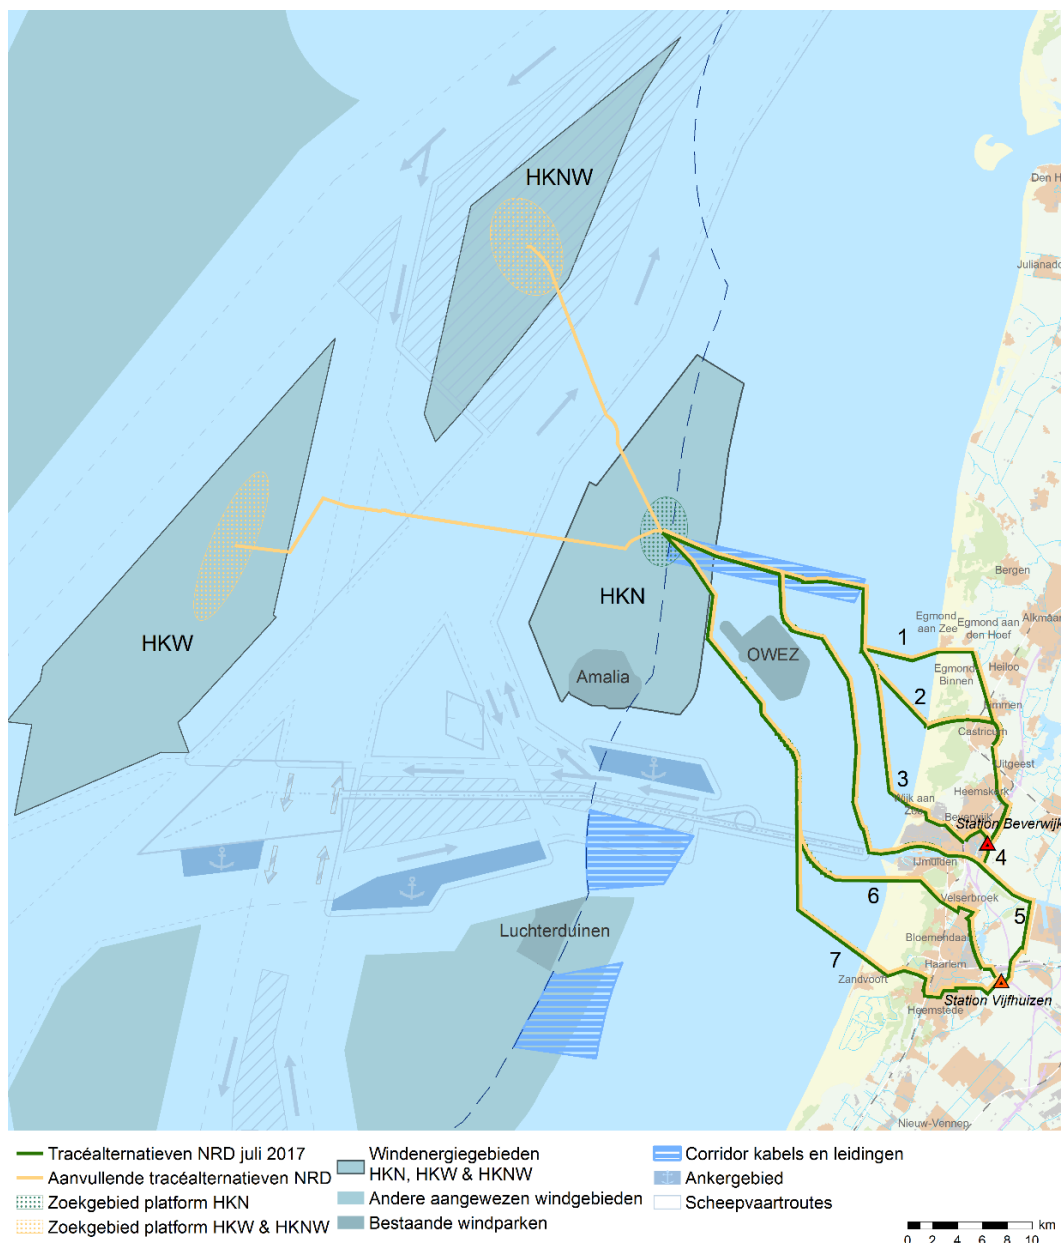 HKNW
Den H
Julianado
Bergen
HKN
Egmond
aan Zee
Egmond aan
den Hoef
Alkmaar
1
HKW
OWEZ
Egmond
Binnen
Heiloo
Amalia
2
Limmen
Castricum
Uitgeest
3
Wijk aan
Zee
Heemskerk
Beverwijk
Station Beverwijk
4
IJmuiden
6
Velserbroek
5
Luchterduinen
Bloemendaal
7
Haarlem
Zandvoort
Station Vijfhuizen
Heemstede
Nieuw-Vennep
Tracéalternatieven NRD juli 2017
Aanvullende tracéalternatieven NRD
Zoekgebied platform HKN
Zoekgebied platform HKW & HKNW
Windenergiegebieden
HKN, HKW & HKNW
Andere aangewezen windgebieden
Bestaande windparken
Corridor kabels en leidingen
Ankergebied
Scheepvaartroutes
km
0 2 4 6 8 10